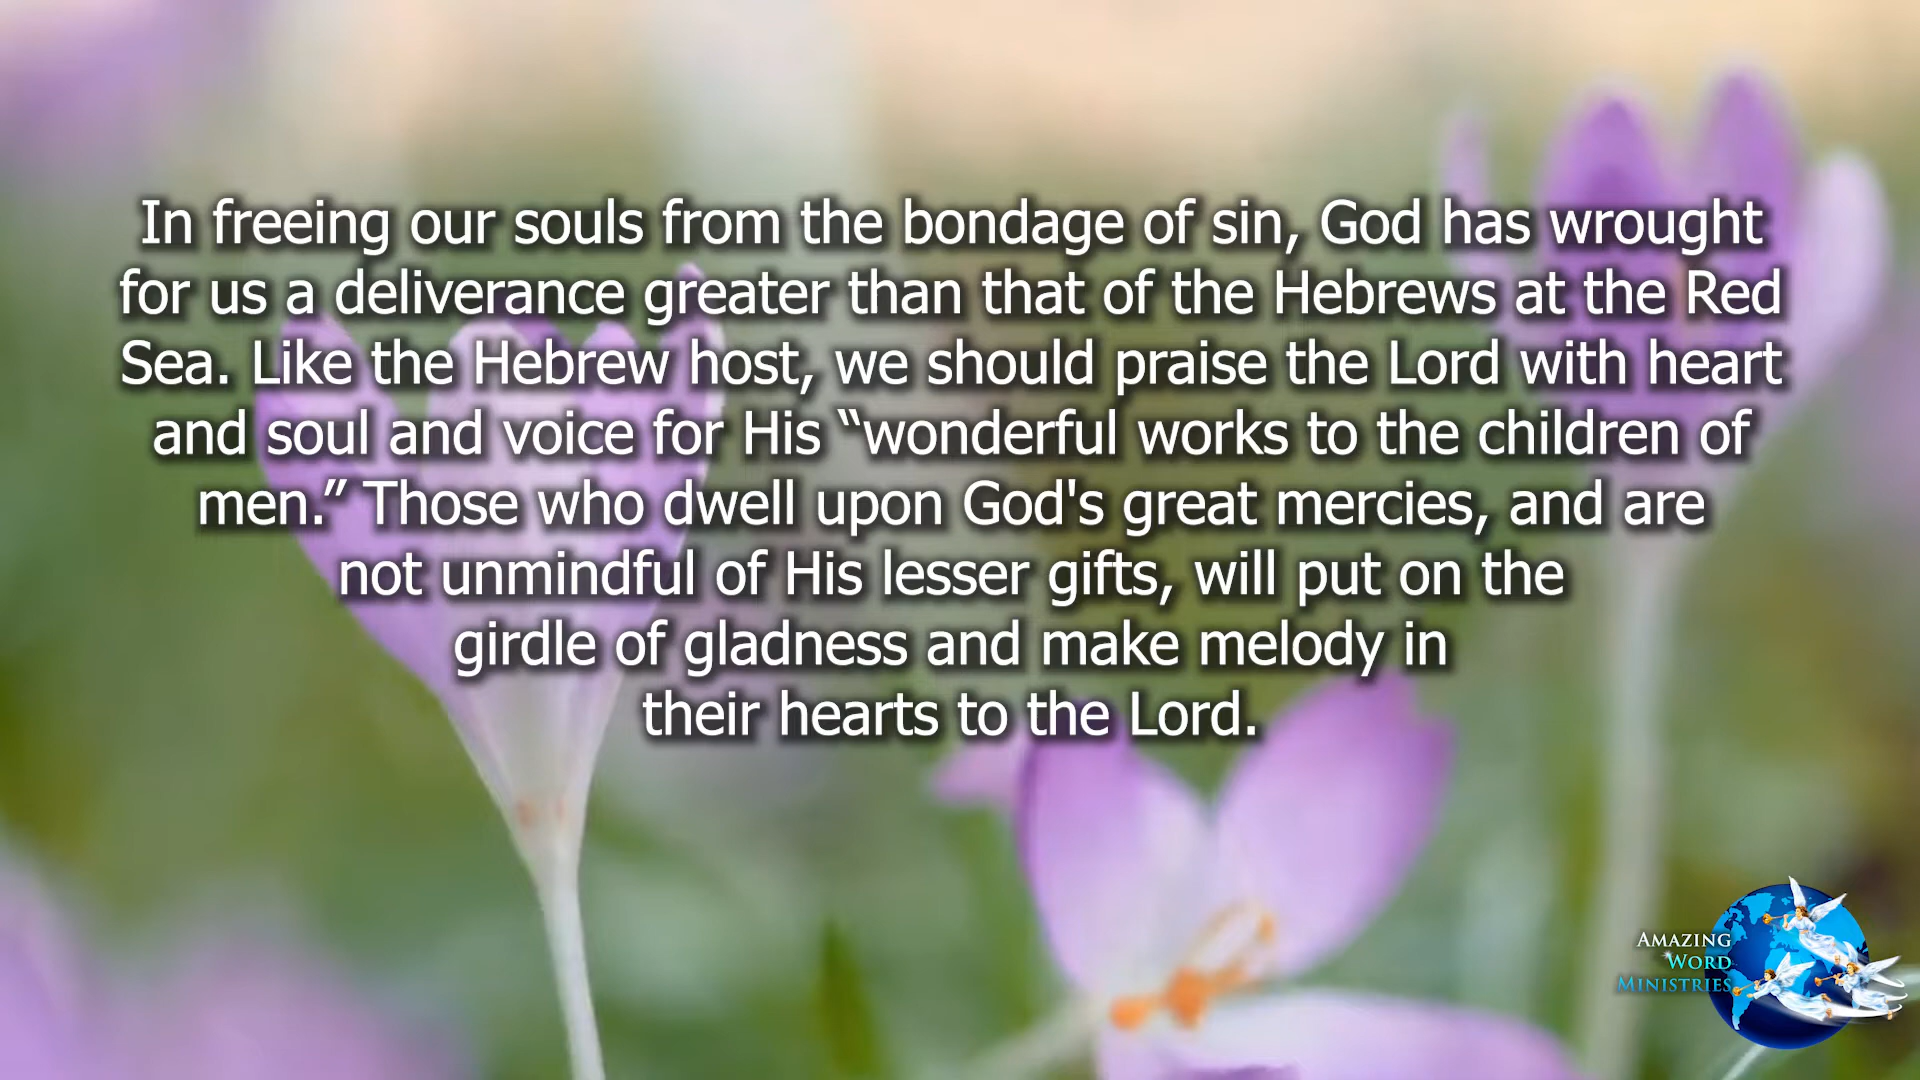 In freeing our souls from the bondage of sin, God has wrought
for us a deliverance greater than that of the Hebrews at the Red
Sea. Like the Hebrew host, we should praise the Lord with heart
and soul and voice for His “wonderful works to the children of
men.” Those who dwell upon God's great mercies, and are
not unmindful of His lesser gifts, will put on the
girdle of gladness and make melody in
their hearts to the Lord.
AMAZING
WORD
MINISTRIES